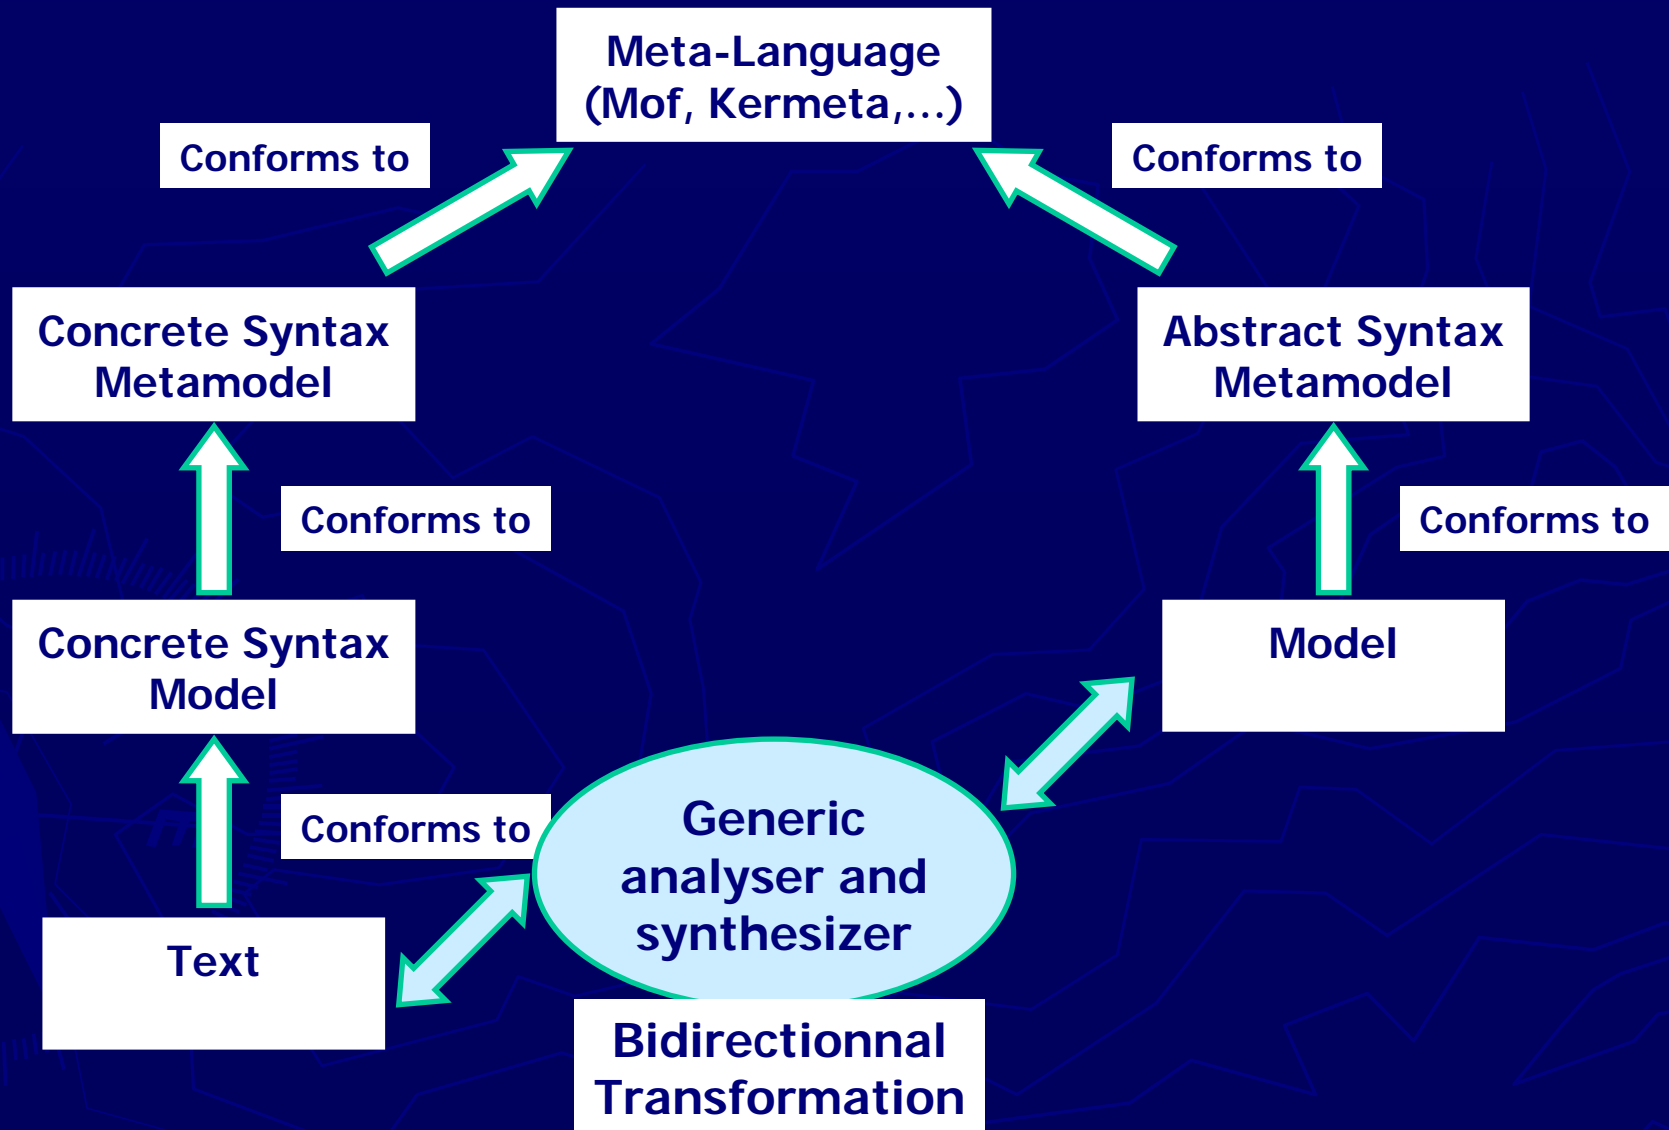 Meta-Language
(Mof, Kermeta,...)
Conforms to
Conforms to
Concrete Syntax
Metamodel
Abstract Syntax
Metamodel
Conforms to
Conforms to
Concrete Syntax
Model
Model
Conforms to
Generic
analyser and
synthesizer
Text
Bidirectionnal
Transformation